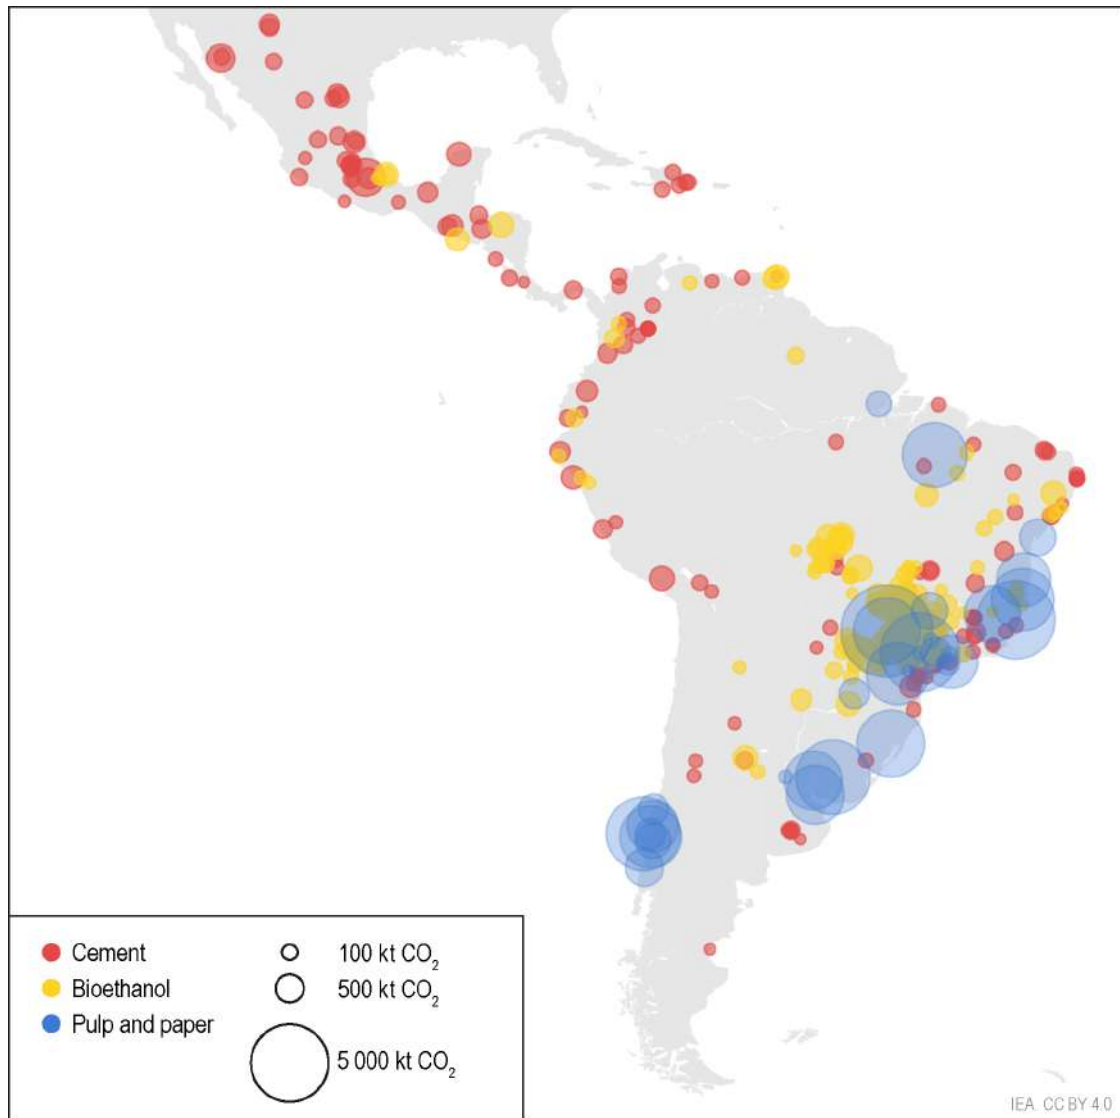 Cement
Bioethanol
Pulp and paper
100 kt CO₂
500 kt CO₂
5 000 kt CO₂
IEA. CC BY 4.0